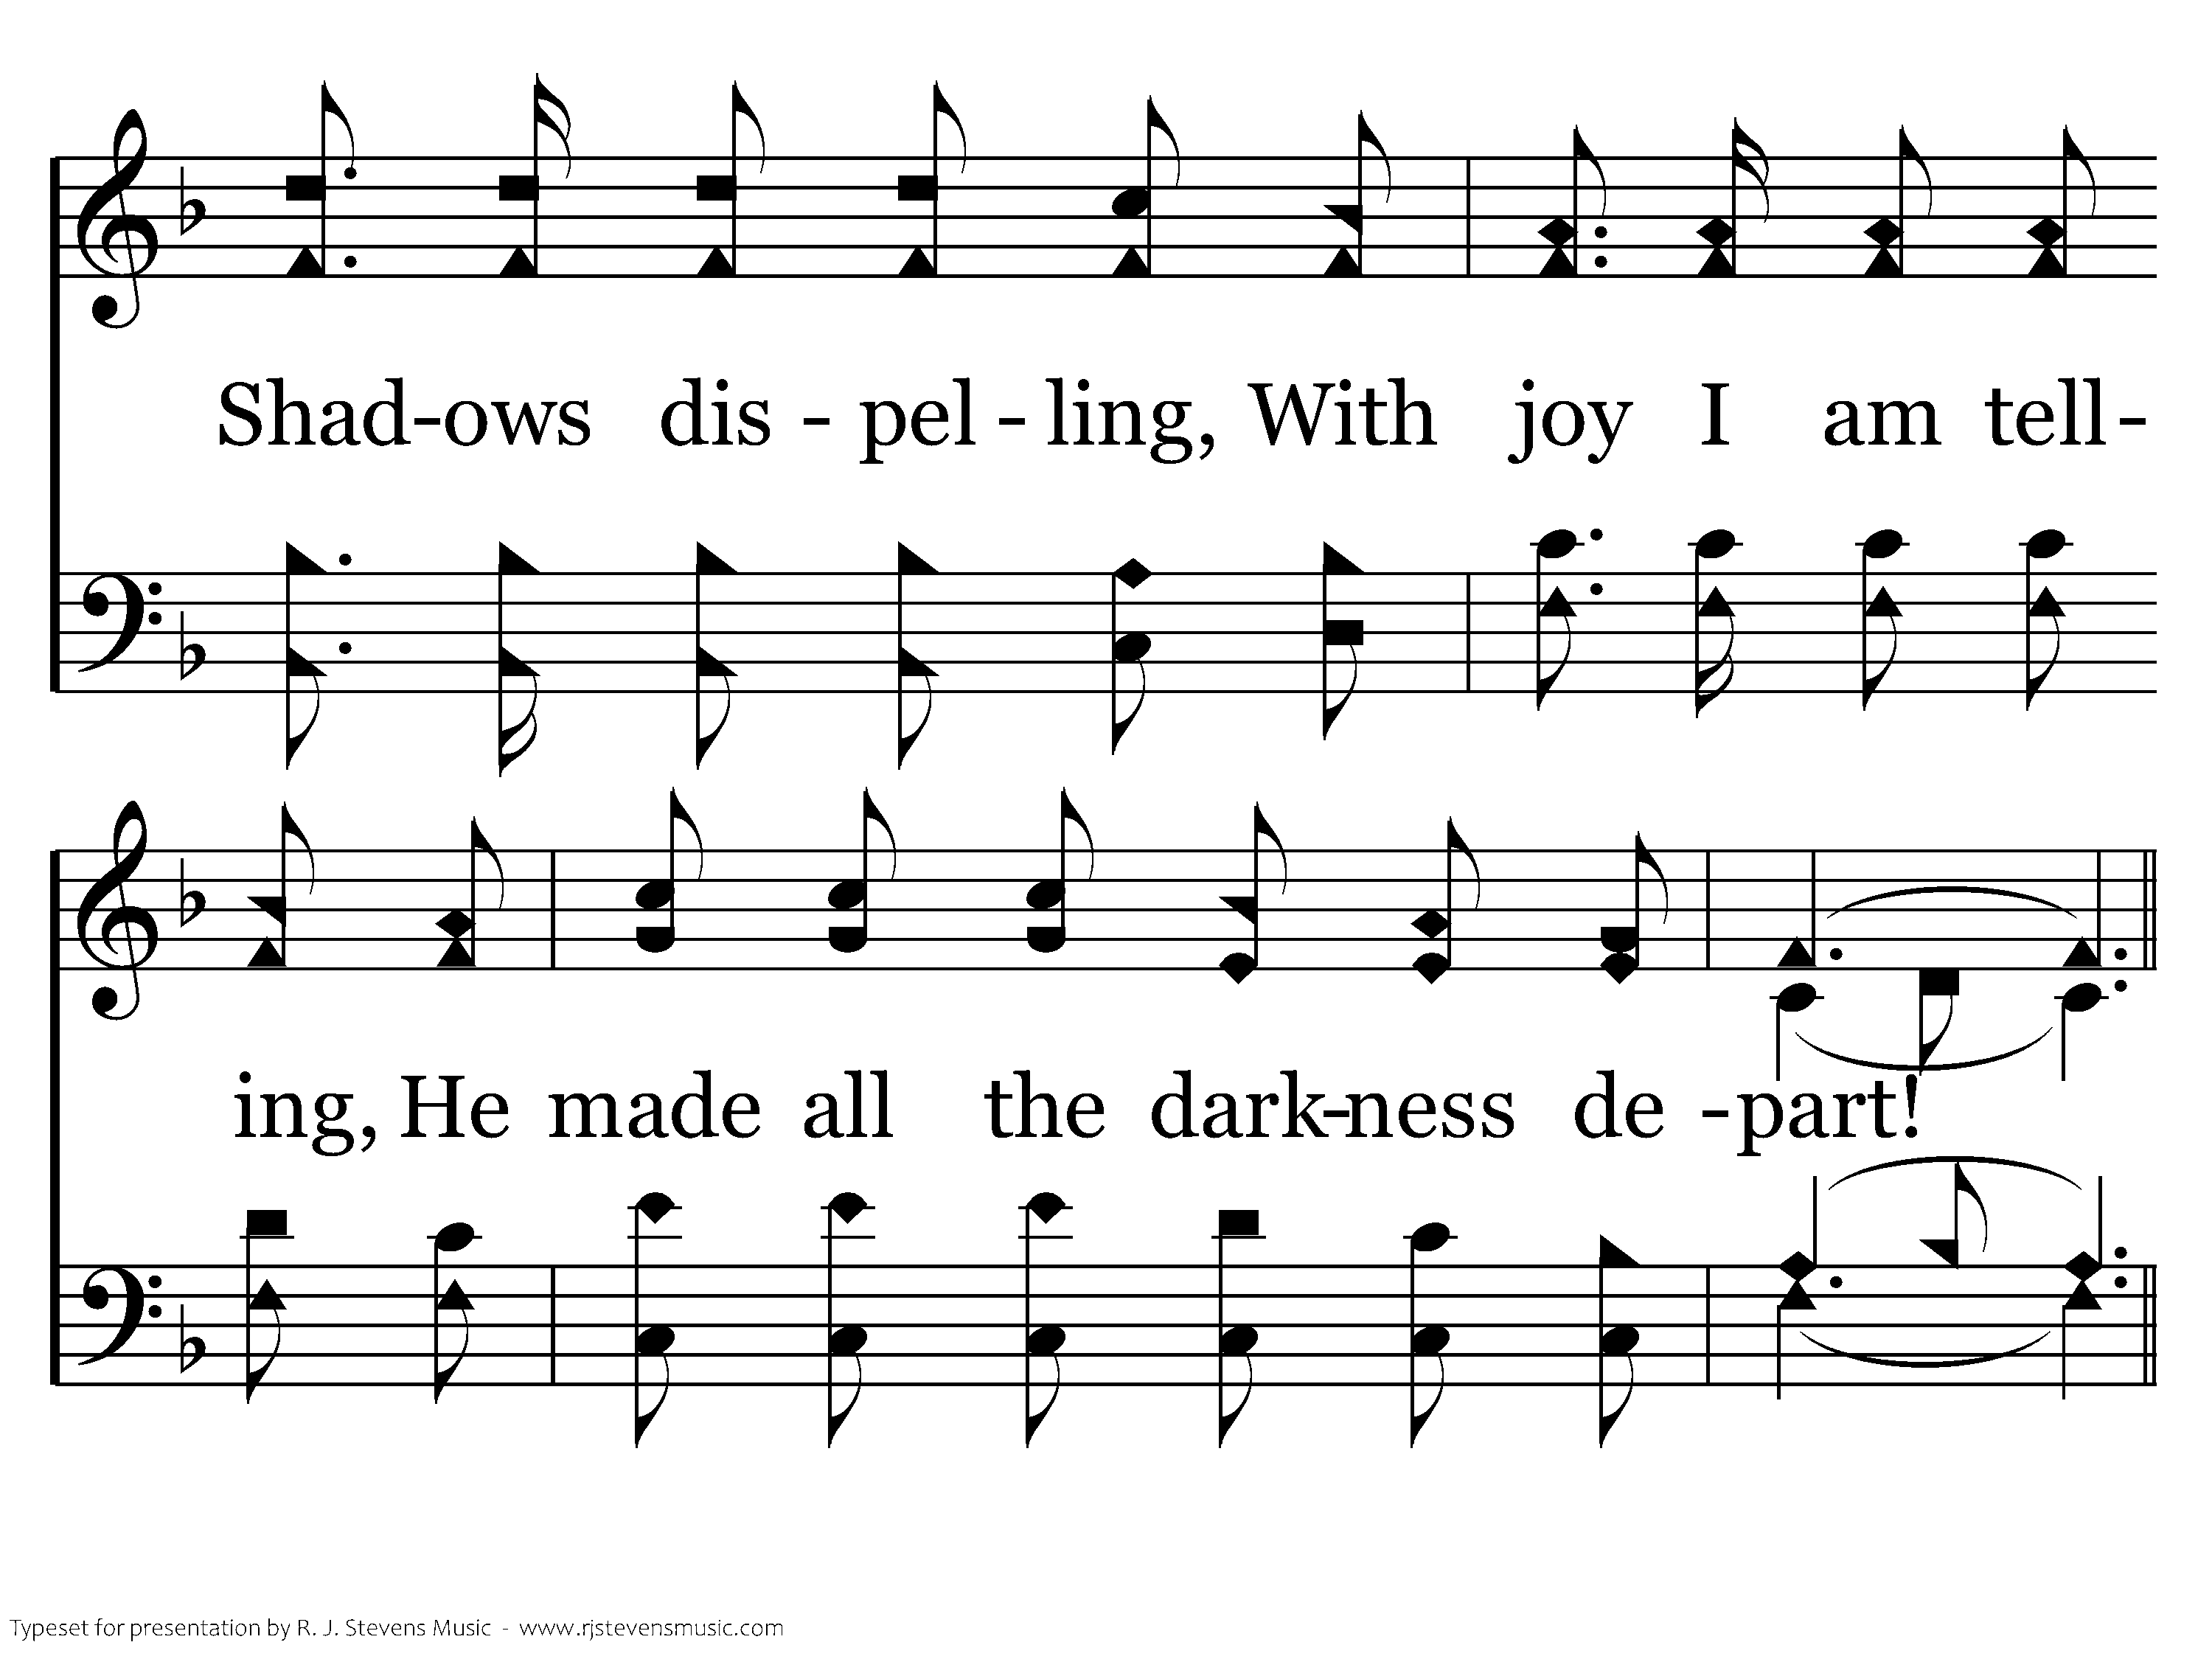 Shad-ows dis - pel - ling, With joy I am tell-
ing, He made all the dark-ness de - part!
Typeset for presentation by R. J. Stevens Music - www.rjstevensmusic.com